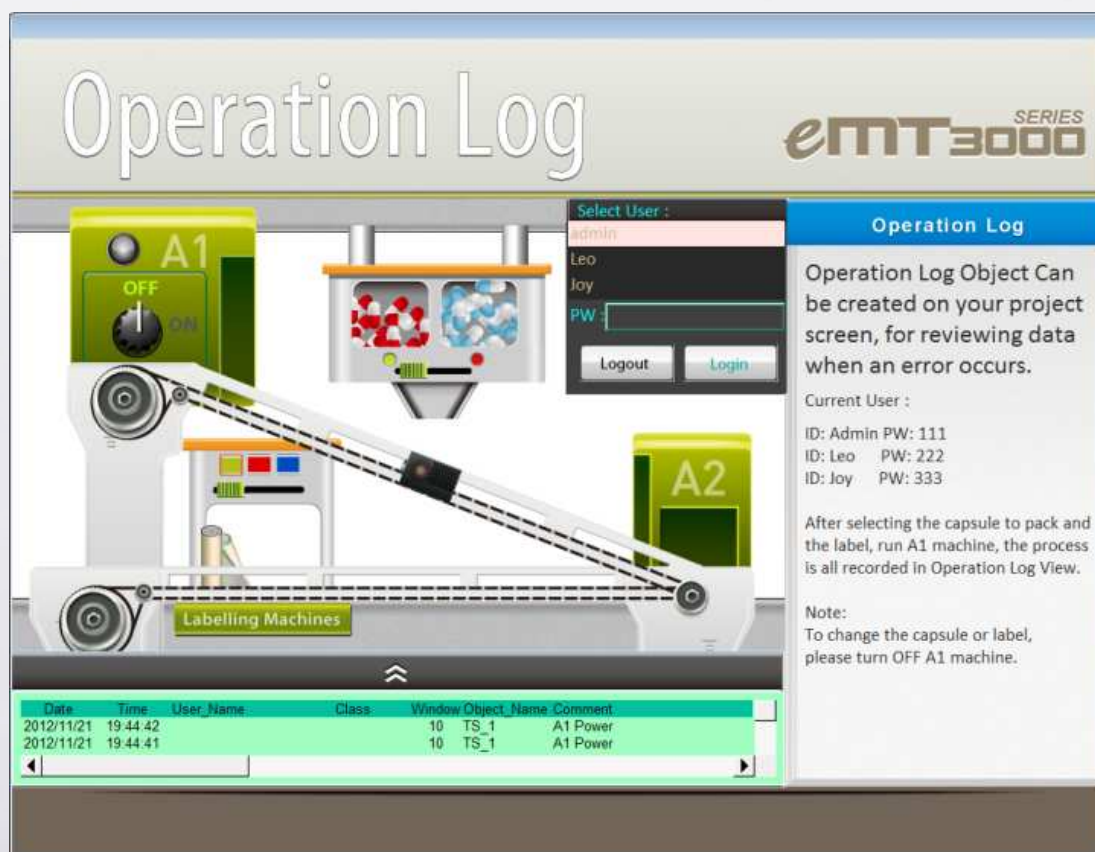 Operation Log
eMT3000 SERIES
A1
OFF
ON
Select User :
admin
Leo
Joy
PW :
Logout Login
A2
Labelling Machines
Date Time User_Name Class Window Object_Name Comment
2012/11/21 19:44:42 10 TS_1 A1 Power
2012/11/21 19:44:41 10 TS_1 A1 Power
Operation Log
Operation Log Object Can
be created on your project
screen, for reviewing data
when an error occurs.
Current User :
ID: Admin PW: 111
ID: Leo PW: 222
ID: Joy PW: 333
After selecting the capsule to pack and
the label, run A1 machine, the process
is all recorded in Operation Log View.
Note:
To change the capsule or label,
please turn OFF A1 machine.